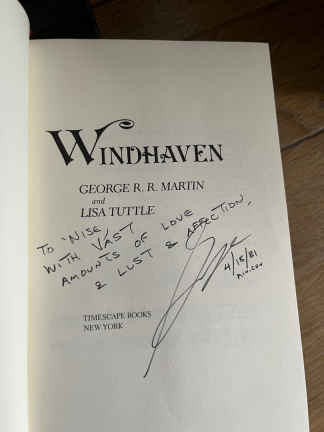 WINDHAVEN
GEORGE R. R. MARTIN
and
LISA TUTTLE
TO 'NISE,
WITH VAST
AMOUNTS OF LOVE
& LUST & AFFECTION,
4/15/81
TIMESCAPE BOOKS
NEW YORK